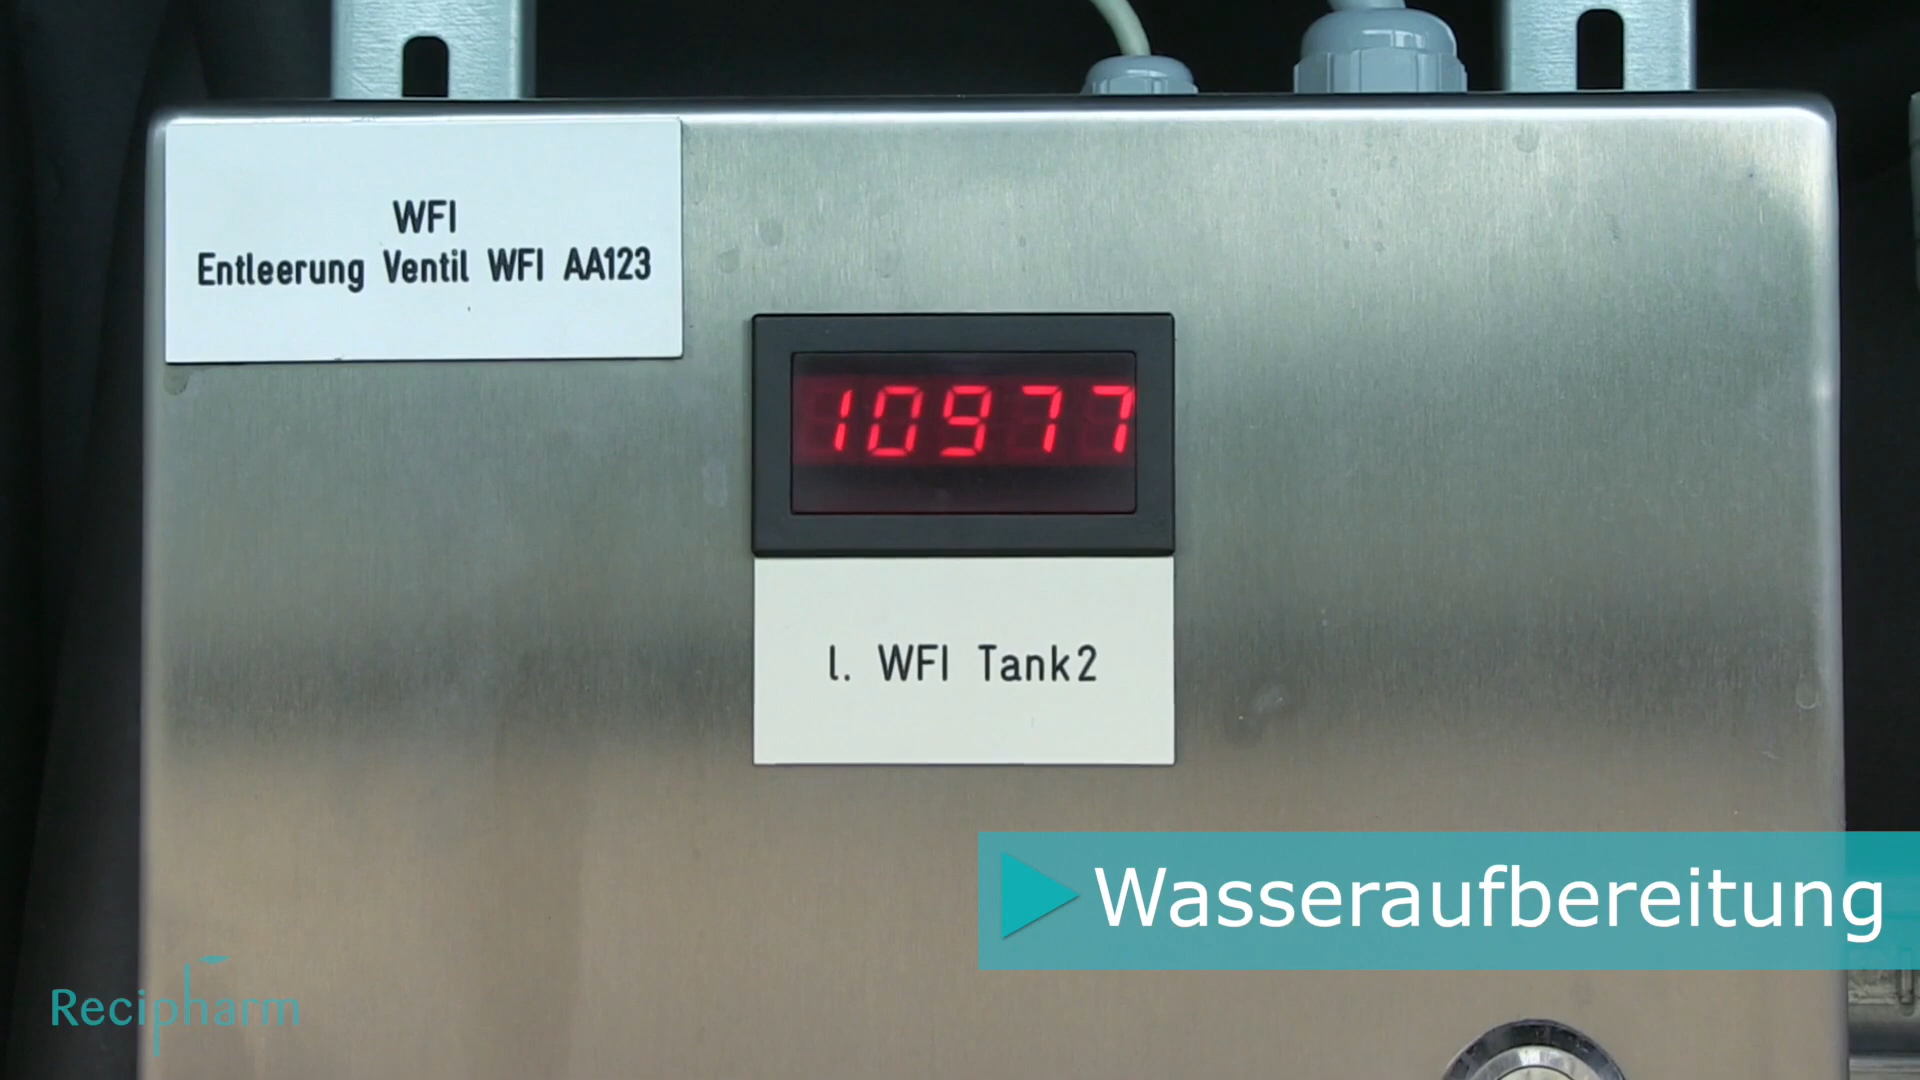 WFI
Entleerung Ventil WFI AA123
10977
l. WFI Tank2
Wasseraufbereitung
Recipharm